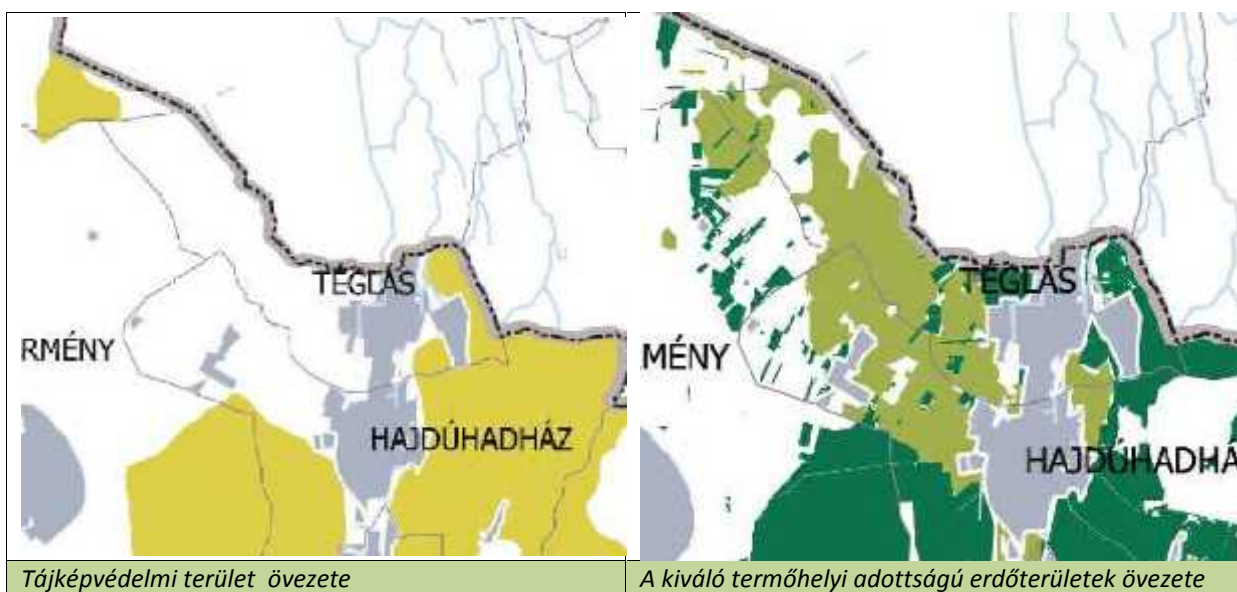 TÉGLÁS
RMÉNY
HAJDÚHADHÁZ
TÉGLÁS
MÉNY
HAJDÚHADHÁ
Tájképvédelmi terület övezete
A kiváló termőhelyi adottságú erdőterületek övezete